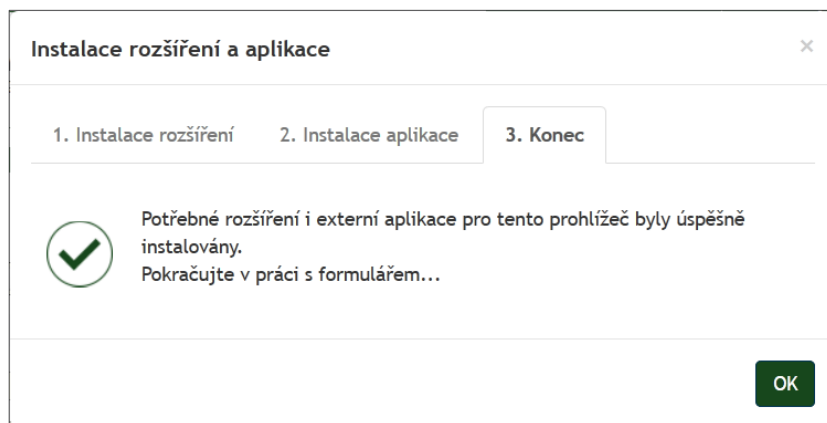 Instalace rozšíření a aplikace
×
1. Instalace rozšíření 2. Instalace aplikace 3. Konec
Potřebné rozšíření i externí aplikace pro tento prohlížeč byly úspěšně
instalovány.
Pokračujte v práci s formulářem...
OK